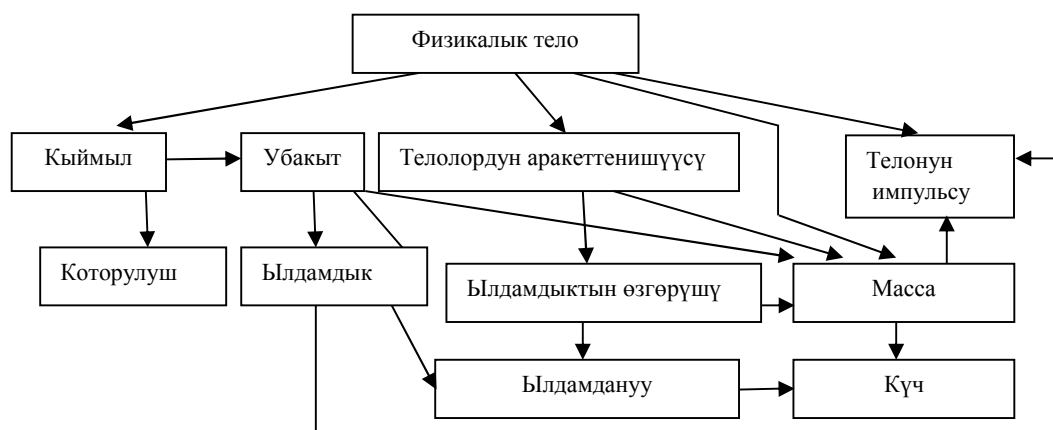 Физикалык тело
Кыймыл
Убакыт
Телолордун аракеттенишүүсү
Телонун
импульсу
Которулуш
Ылдамдык
Ылдамдыктын өзгөрүшү
Масса
Ылдамдануу
Күч